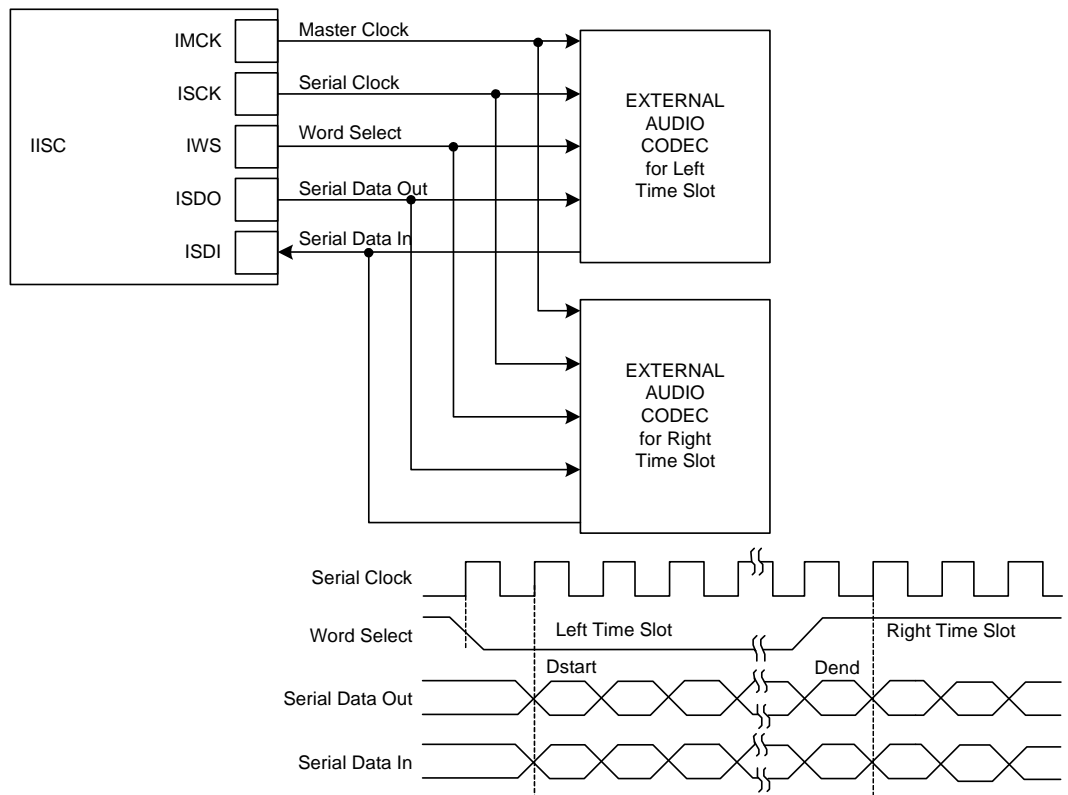 IISC
IMCK
ISCK
IWS
ISDO
ISDI
Master Clock
Serial Clock
Word Select
Serial Data Out
Serial Data In
EXTERNAL
AUDIO
CODEC
for Left
Time Slot
EXTERNAL
AUDIO
CODEC
for Right
Time Slot
Serial Clock
Word Select
Left Time Slot
Right Time Slot
Dstart
Dend
Serial Data Out
Serial Data In